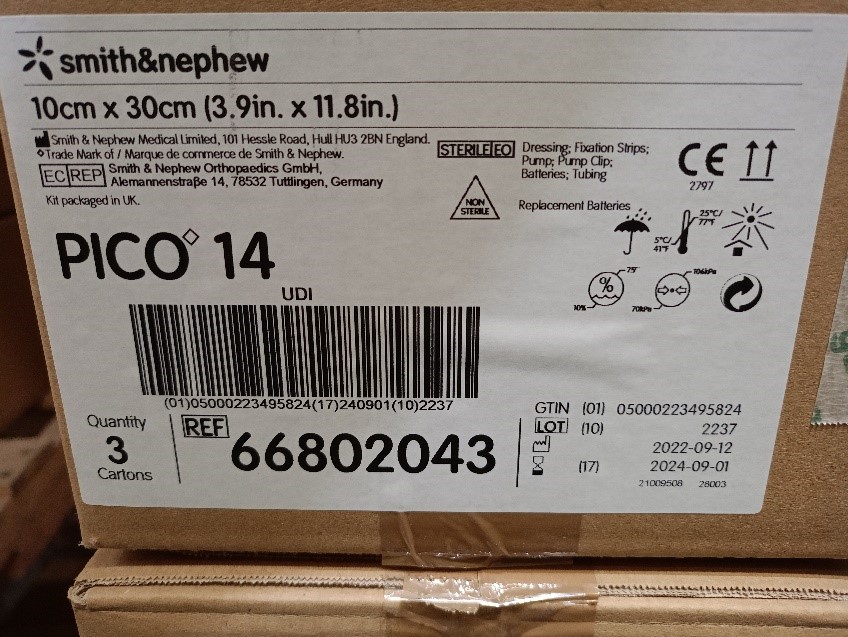 smith&nephew
10cm x 30cm (3.9in. x 11.8in.)
Smith & Nephew Medical Limited, 101 Hessle Road, Hull HU3 2BN England.
◊Trade Mark of / Marque de commerce de Smith & Nephew.
EC REP Smith & Nephew Orthopaedics GmbH,
Alemannenstraße 14, 78532 Tuttlingen, Germany
Kit packaged in UK.
STERILE EO
Dressing; Fixation Strips;
Pump; Pump Clip;
Batteries; Tubing
NON
STERILE
Replacement Batteries
CE
2797
25°C/
77°F
5°C/
41°F
%
75
10%
106kPa
70kPa
PICO◊ 14
UDI
(01)05000223495824(17)240901(10)2237
Quantity
3
Cartons
REF 66802043
GTIN (01) 05000223495824
LOT (10) 2237
2022-09-12
(17) 2024-09-01
21009508 28003